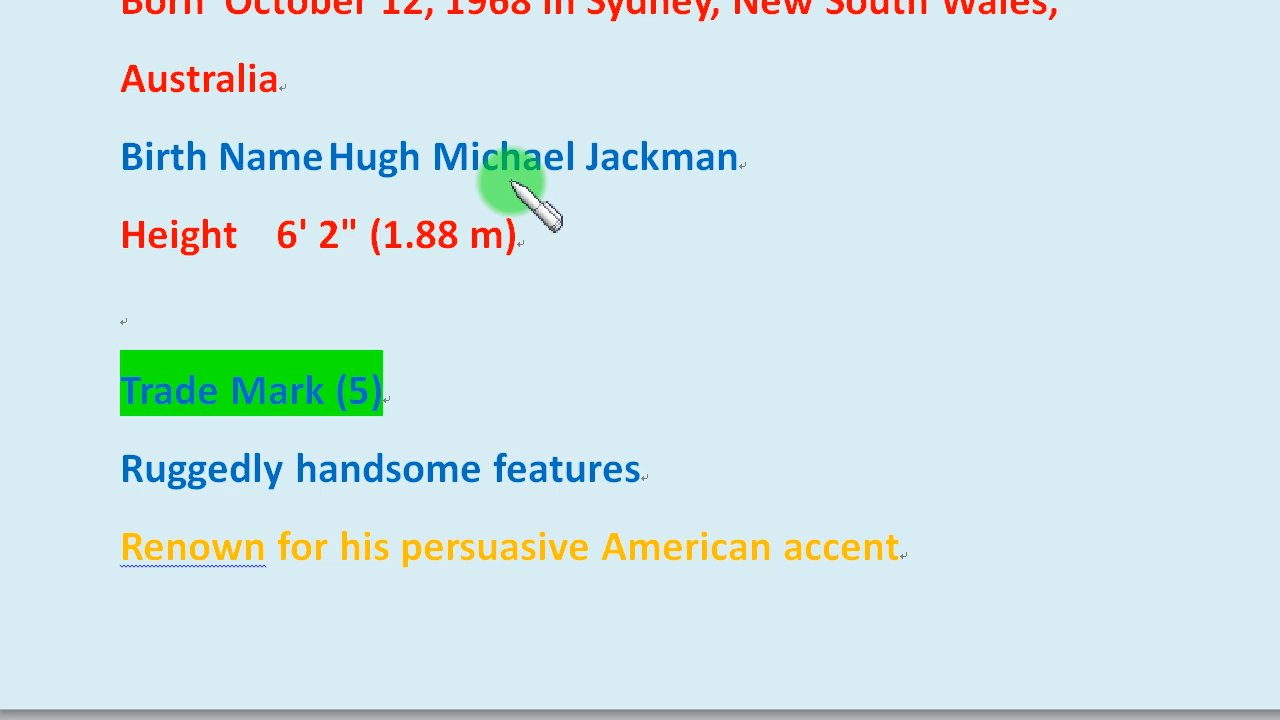 Born October 12, 1968 in Sydney, New South Wales,
Australia
Birth Name Hugh Michael Jackman
Height 6' 2" (1.88 m)
Trade Mark (5)
Ruggedly handsome features
Renown for his persuasive American accent